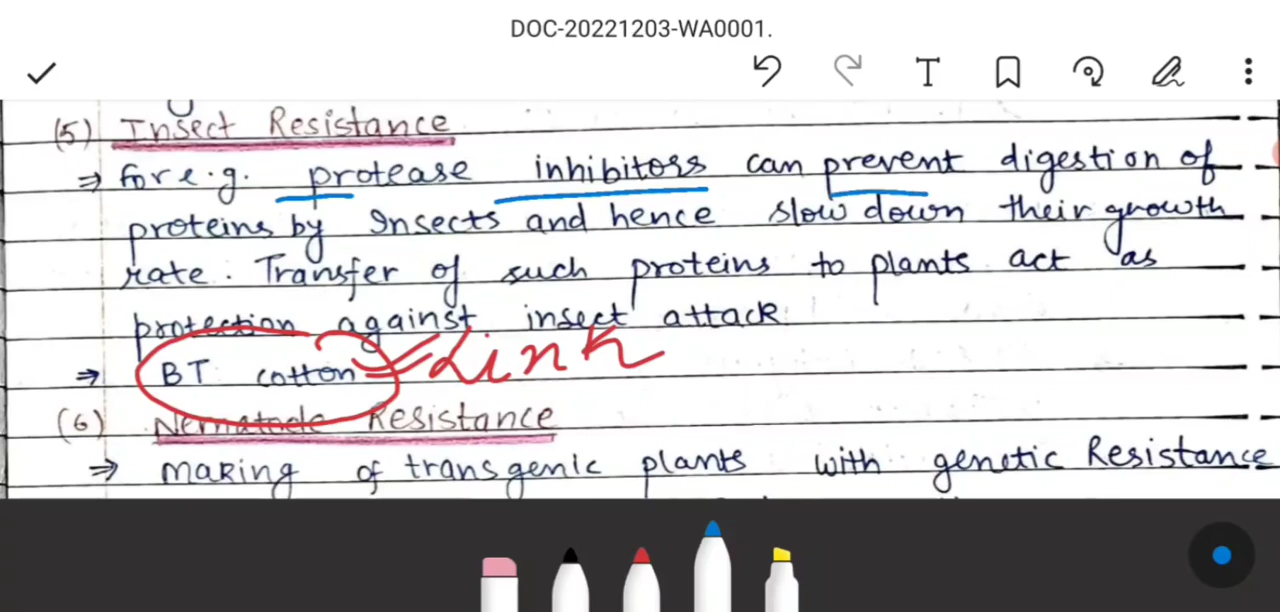 DOC-20221203-WA0001.
T
(5) Insect Resistance
⇒ for e.g. protease inhibitors can prevent digestion of
proteins by Insects and hence slow down their growth
rate. Transfer of such proteins to plants act as
protection against insect attack.
⇒ BT cotton Link
(6) Nematode Resistance
⇒ making of transgenic plants with genetic Resistance